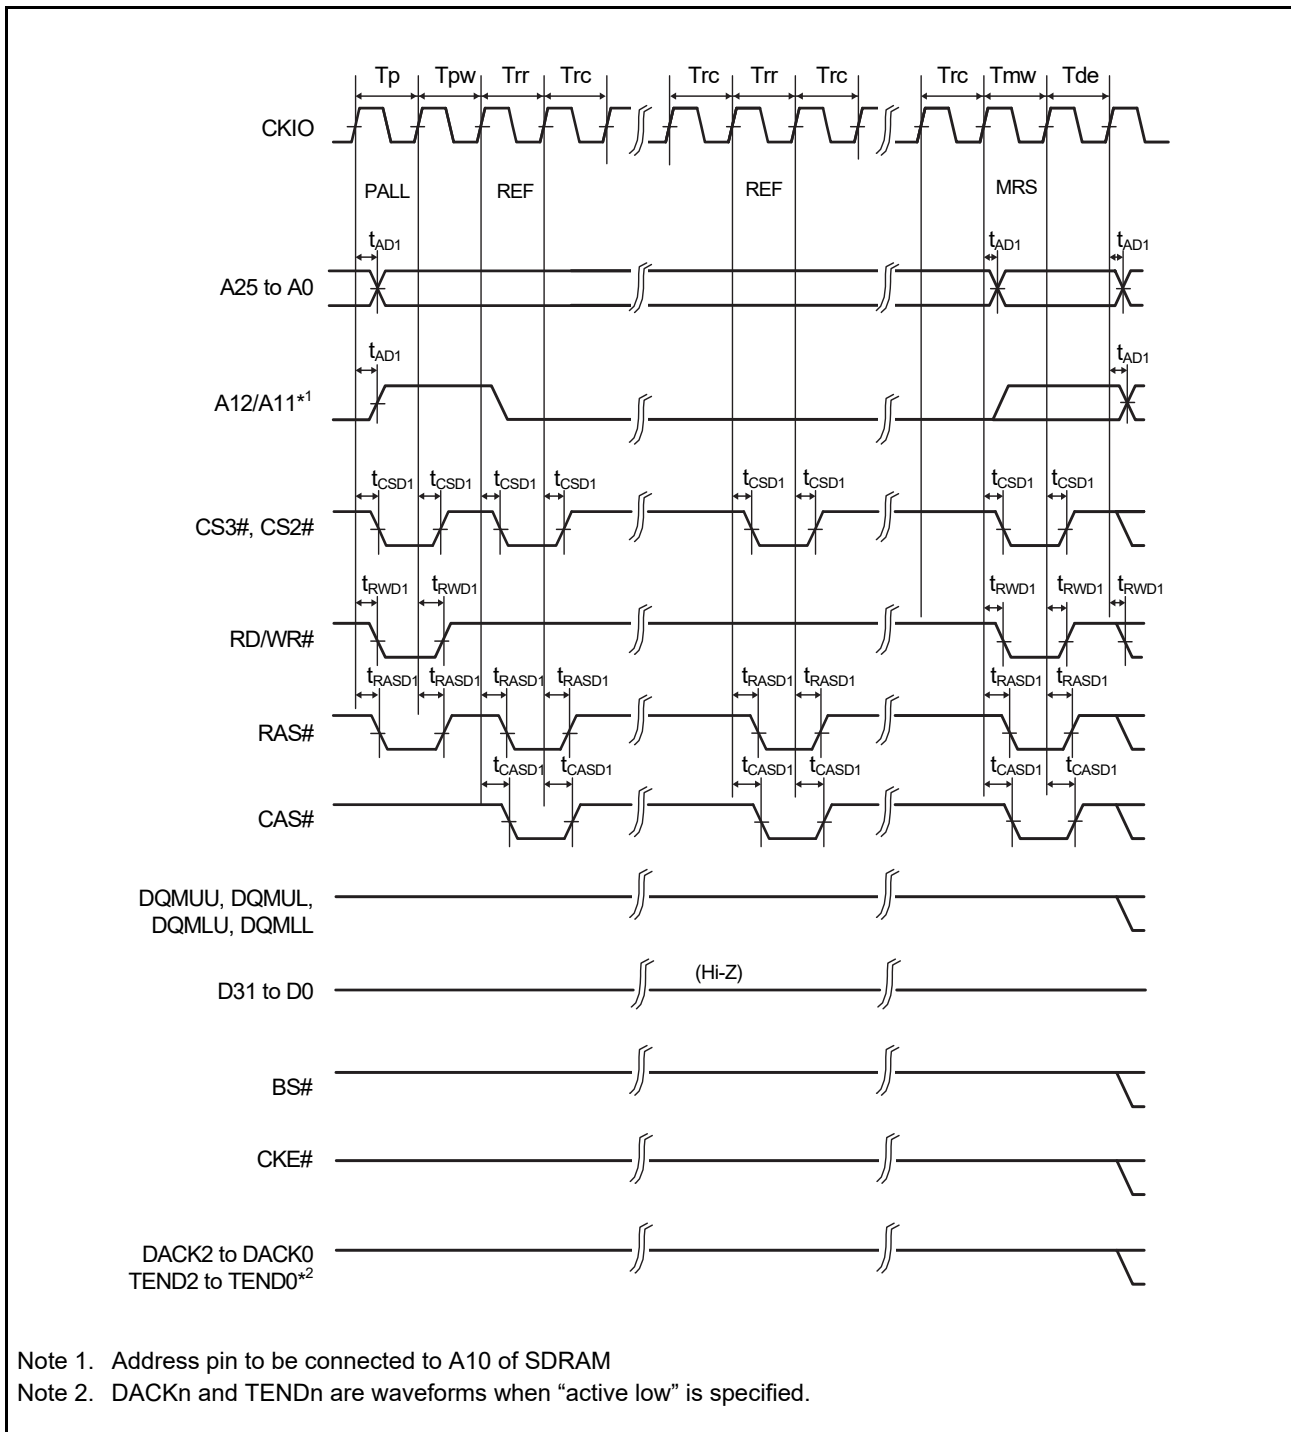 Tp Tpw Trr Trc Trc Trr Trc Trc Tmw Tde
CKIO
PALL REF REF MRS
tAD1 tAD1 tAD1
A25 to A0
tAD1 tAD1
A12/A11*1
tCSD1 tCSD1 tCSD1 tCSD1 tCSD1 tCSD1 tCSD1 tCSD1
CS3#, CS2#
tRWD1 tRWD1 tRWD1 tRWD1 tRWD1
RD/WR#
tRASD1 tRASD1 tRASD1 tRASD1 tRASD1 tRASD1 tRASD1 tRASD1
RAS#
tCASD1 tCASD1 tCASD1 tCASD1 tCASD1 tCASD1
CAS#
DQMUU, DQMUL,
DQMLU, DQMLL
(Hi-Z)
D31 to D0
BS#
CKE#
DACK2 to DACK0
TEND2 to TEND0*2
Note 1. Address pin to be connected to A10 of SDRAM
Note 2. DACKn and TENDn are waveforms when “active low” is specified.